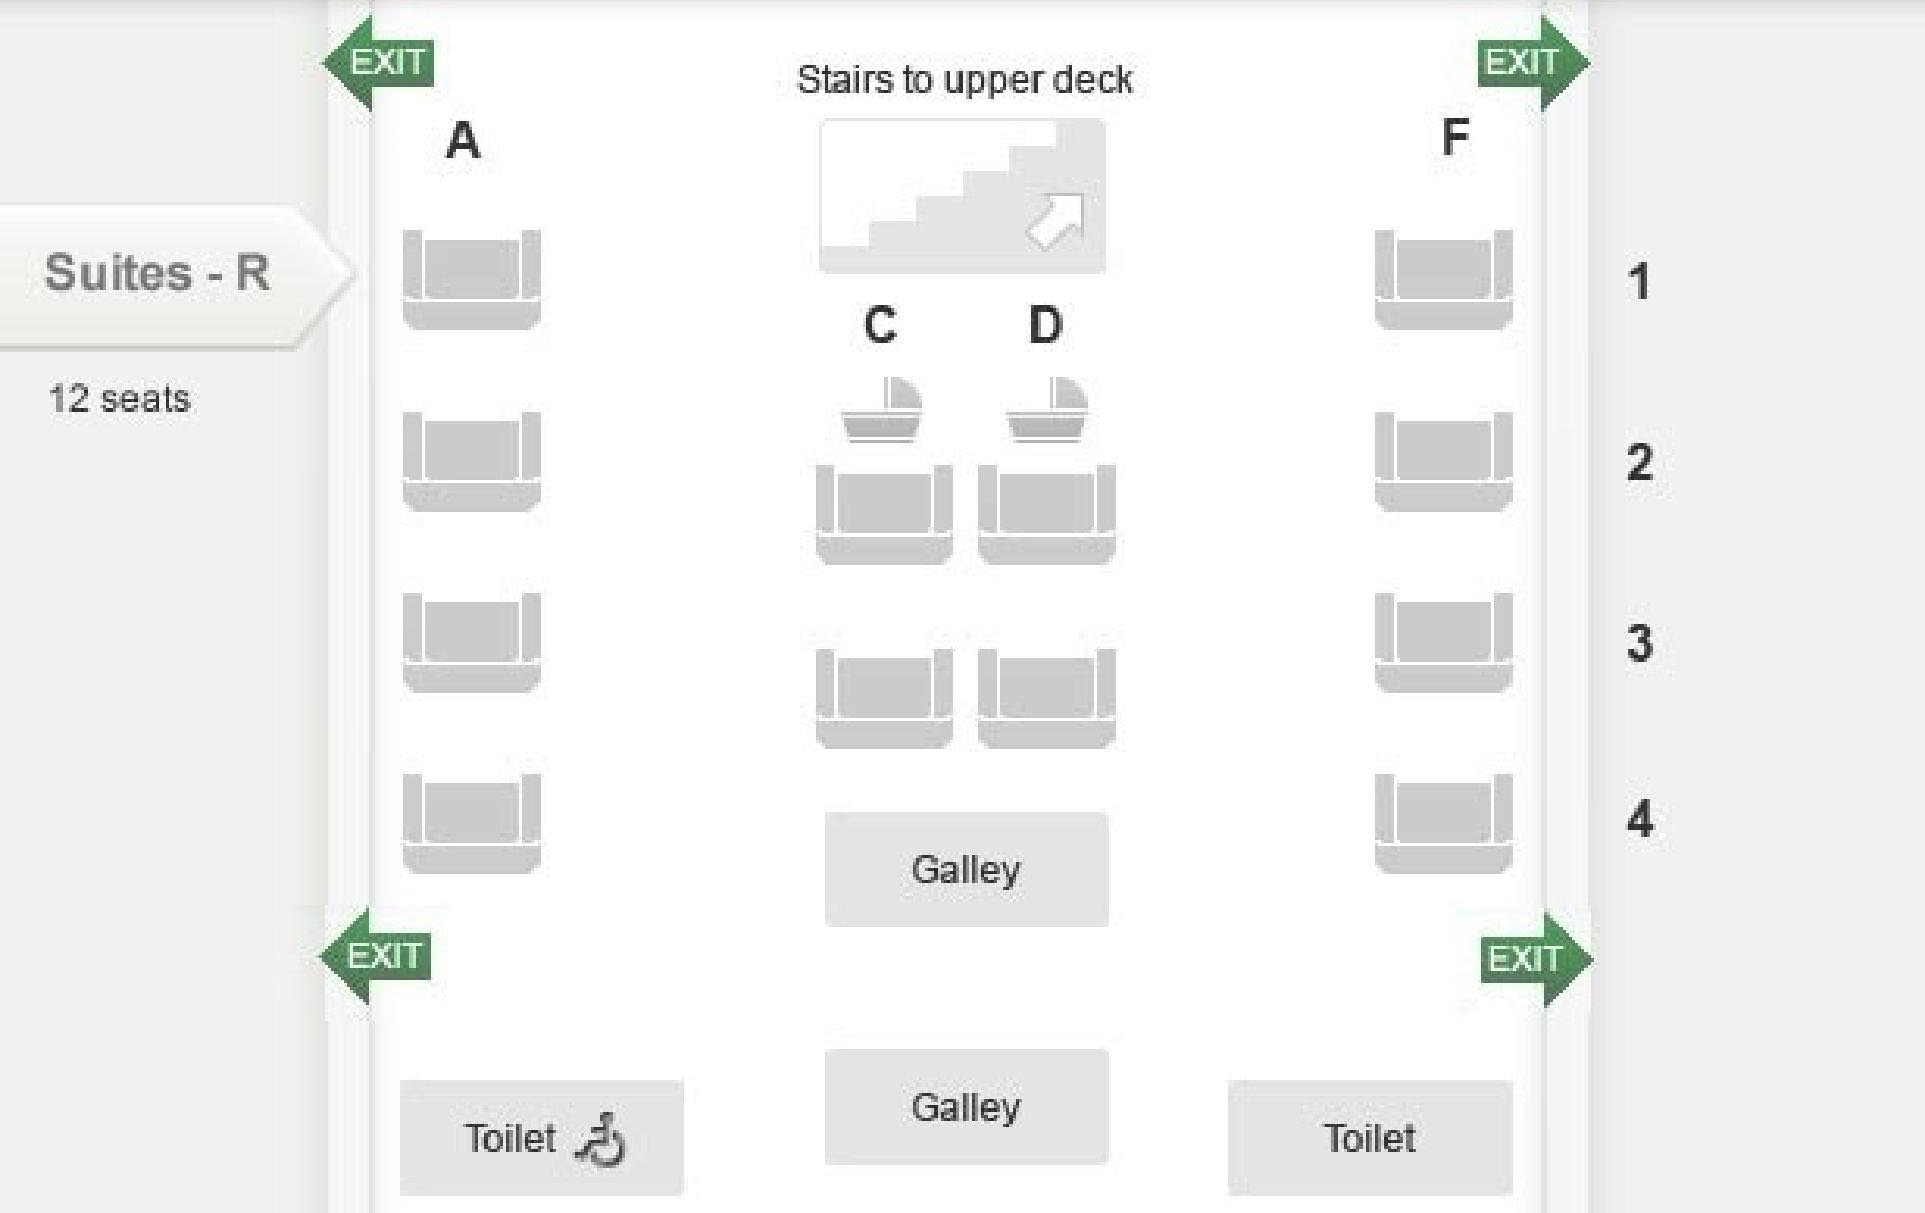 EXIT
EXIT
Stairs to upper deck
A
F
Suites - R
1
C
D
12 seats
2
3
4
Galley
EXIT
EXIT
Galley
Toilet
Toilet